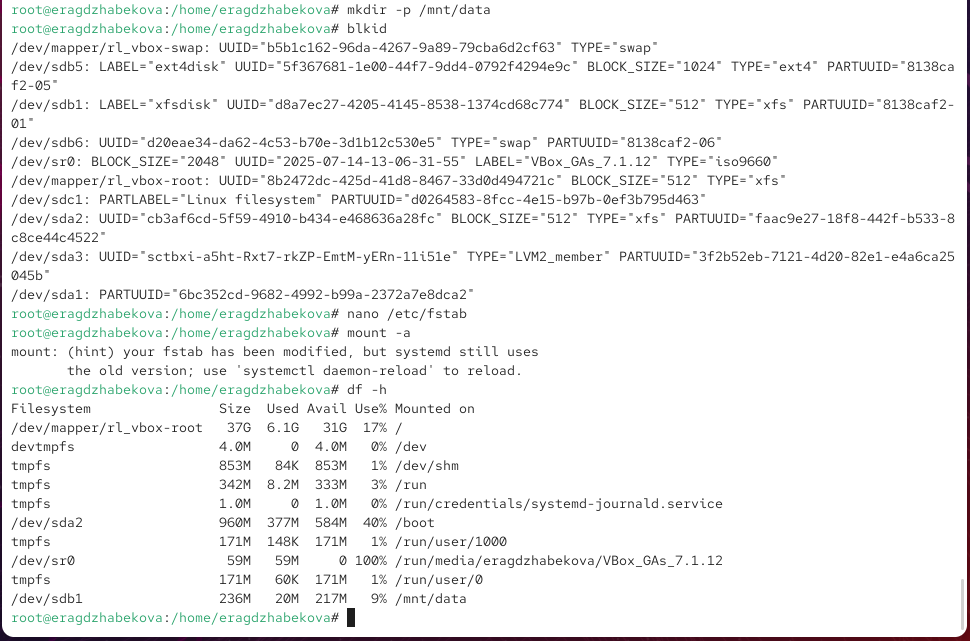 root@eragdzhabekova:/home/eragdzhabekova# mkdir -p /mnt/data
root@eragdzhabekova:/home/eragdzhabekova# blkid
/dev/mapper/rl_vbox-swap: UUID="b5b1c162-96da-4267-9a89-79cba6d2cf63" TYPE="swap"
/dev/sdb5: LABEL="ext4disk" UUID="5f367681-1e00-44f7-9dd4-0792f4294e9c" BLOCK_SIZE="1024" TYPE="ext4" PARTUUID="8138ca
f2-05"
/dev/sdb1: LABEL="xfsdisk" UUID="d8a7ec27-4205-4145-8538-1374cd68c774" BLOCK_SIZE="512" TYPE="xfs" PARTUUID="8138caf2-
01"
/dev/sdb6: UUID="d20eae34-da62-4c53-b70e-3d1b12c530e5" TYPE="swap" PARTUUID="8138caf2-06"
/dev/sr0: BLOCK_SIZE="2048" UUID="2025-07-14-13-06-31-55" LABEL="VBox_GAs_7.1.12" TYPE="iso9660"
/dev/mapper/rl_vbox-root: UUID="8b2472dc-425d-41d8-8467-33d0d494721c" BLOCK_SIZE="512" TYPE="xfs"
/dev/sdc1: PARTLABEL="Linux filesystem" PARTUUID="d0264583-8fcc-4e15-b97b-0ef3b795d463"
/dev/sda2: UUID="cb3af6cd-5f59-4910-b434-e468636a28fc" BLOCK_SIZE="512" TYPE="xfs" PARTUUID="faac9e27-18f8-442f-b533-8
c8ce44c4522"
/dev/sda3: UUID="sctbxi-a5ht-Rxt7-rkZP-EmtM-yERn-11i51e" TYPE="LVM2_member" PARTUUID="3f2b52eb-7121-4d20-82e1-e4a6ca25
045b"
/dev/sda1: PARTUUID="6bc352cd-9682-4992-b99a-2372a7e8dca2"
root@eragdzhabekova:/home/eragdzhabekova# nano /etc/fstab
root@eragdzhabekova:/home/eragdzhabekova# mount -a
mount: (hint) your fstab has been modified, but systemd still uses
       the old version; use 'systemctl daemon-reload' to reload.
root@eragdzhabekova:/home/eragdzhabekova# df -h
Filesystem                Size  Used Avail Use% Mounted on
/dev/mapper/rl_vbox-root   37G  6.1G   31G  17% /
devtmpfs                  4.0M     0  4.0M   0% /dev
tmpfs                     853M   84K  853M   1% /dev/shm
tmpfs                     342M  8.2M  333M   3% /run
tmpfs                     1.0M     0  1.0M   0% /run/credentials/systemd-journald.service
/dev/sda2                 960M  377M  584M  40% /boot
tmpfs                     171M  148K  171M   1% /run/user/1000
/dev/sr0                   59M   59M     0 100% /run/media/eragdzhabekova/VBox_GAs_7.1.12
tmpfs                     171M   60K  171M   1% /run/user/0
/dev/sdb1                 236M   20M  217M   9% /mnt/data
root@eragdzhabekova:/home/eragdzhabekova#